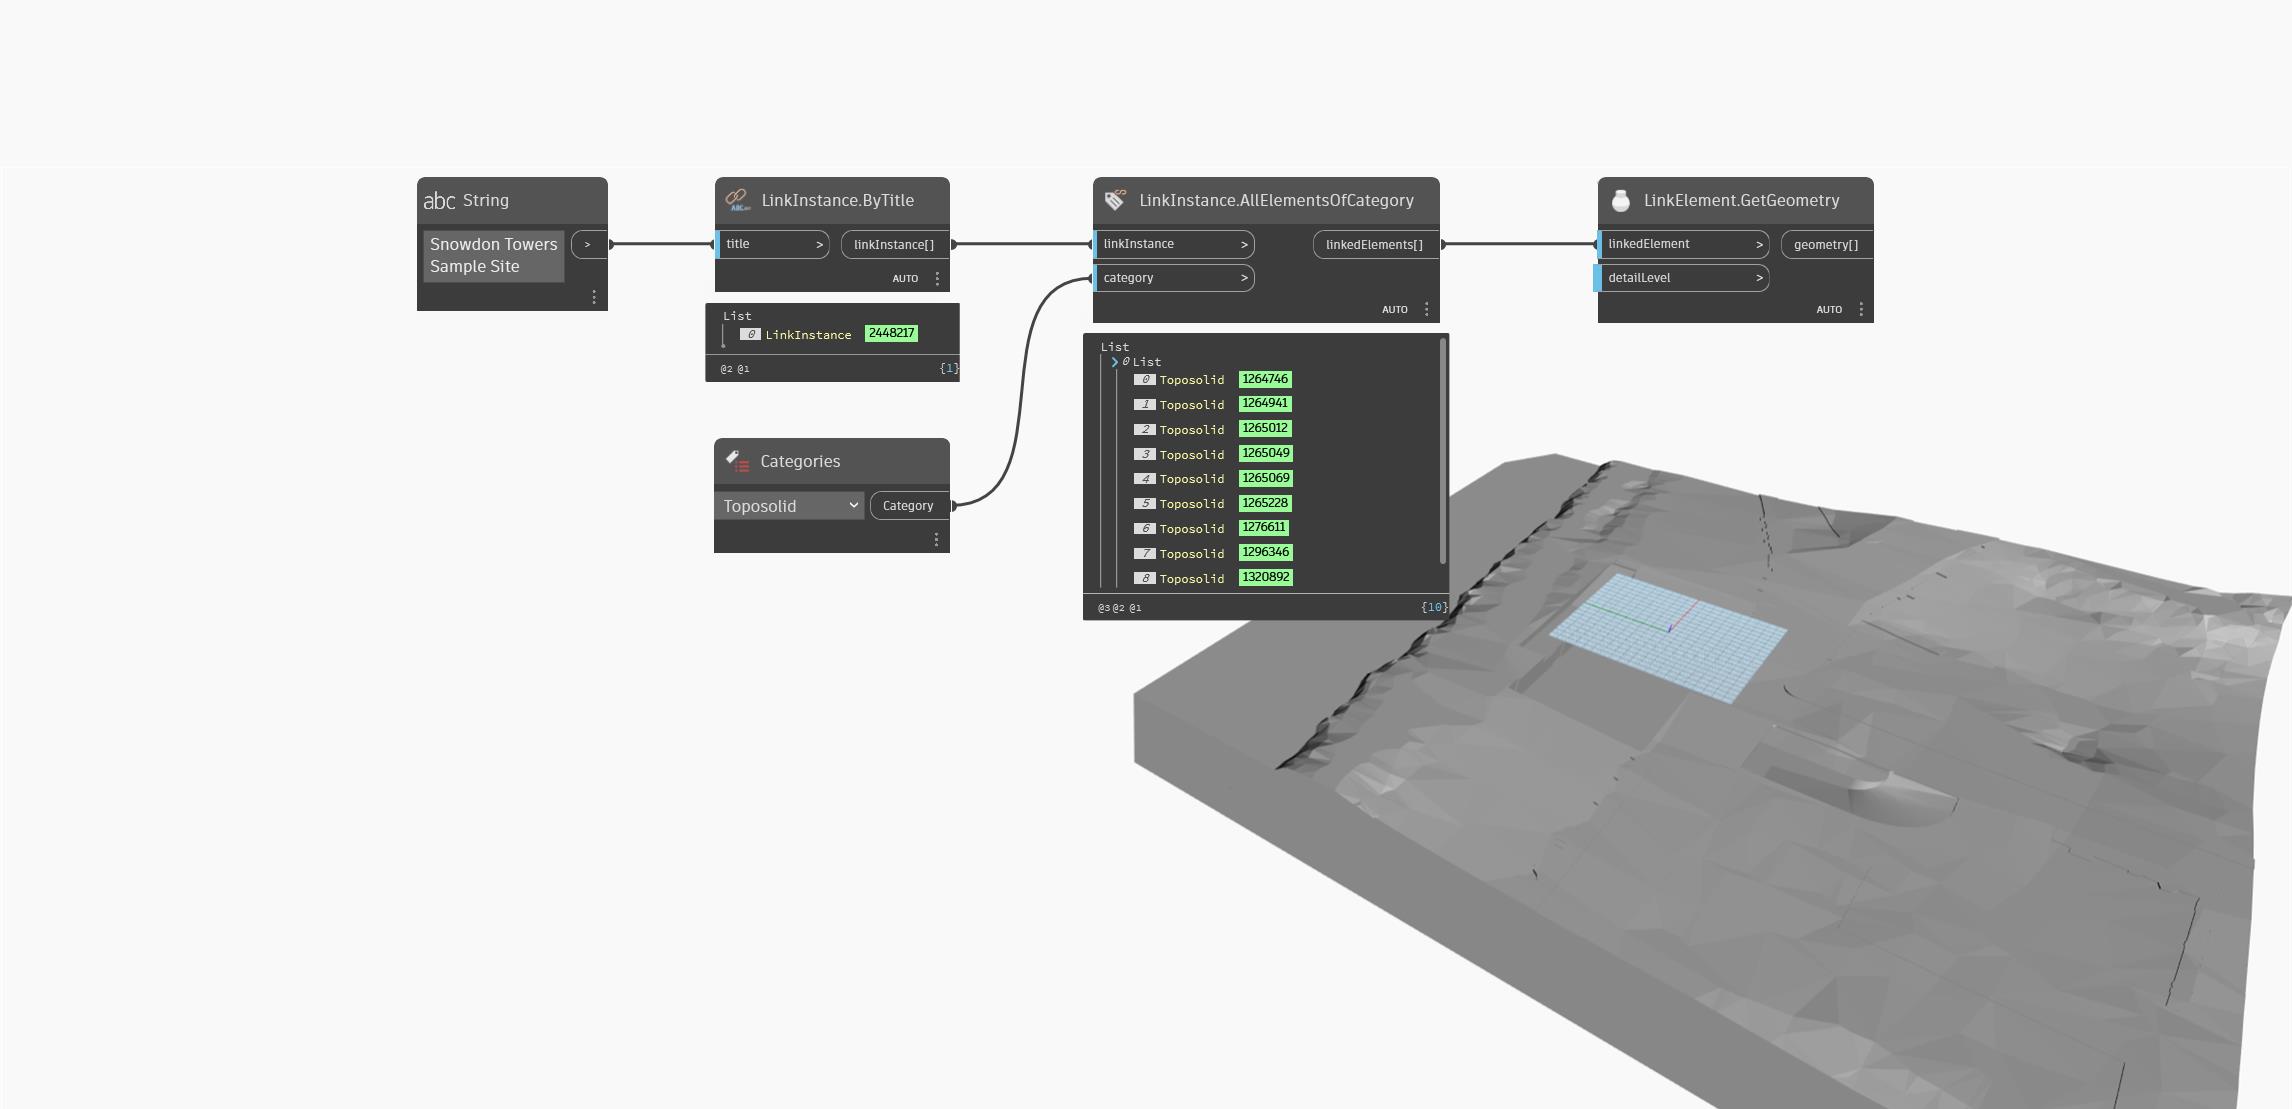 abc String
Snowdon Towers
Sample Site
>
LinkInstance.ByTitle
title > linkInstance[]
AUTO
List
0 LinkInstance 2448217
@2 @1 {1}
Categories
Toposolid Category
LinkInstance.AllElementsOfCategory
linkInstance > linkedElements[]
category >
AUTO
List
0 List
0 Toposolid 1264746
1 Toposolid 1264941
2 Toposolid 1265012
3 Toposolid 1265049
4 Toposolid 1265069
5 Toposolid 1265228
6 Toposolid 1276611
7 Toposolid 1296346
8 Toposolid 1320892
@3 @2 @1 {10}
LinkElement.GetGeometry
linkedElement > geometry[]
detailLevel >
AUTO